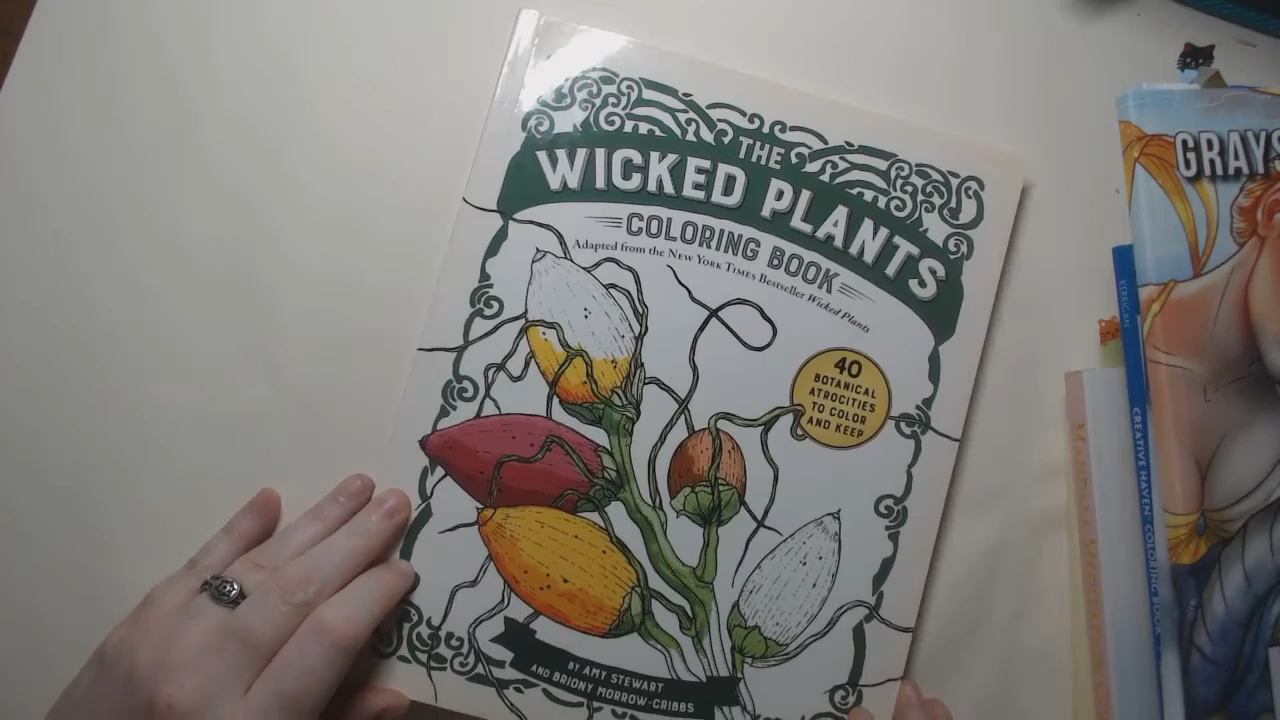 THE
WICKED PLANTS
COLORING BOOK
Adapted from the NEW YORK TIMES Bestseller Wicked Plants
40
BOTANICAL
ATROCITIES
TO COLOR
AND KEEP
BY AMY STEWART
AND BRIONY MORROW-CRIBBS
GRAYS
KERRIGAN
CREATIVE HAVEN · COLORING BOOK